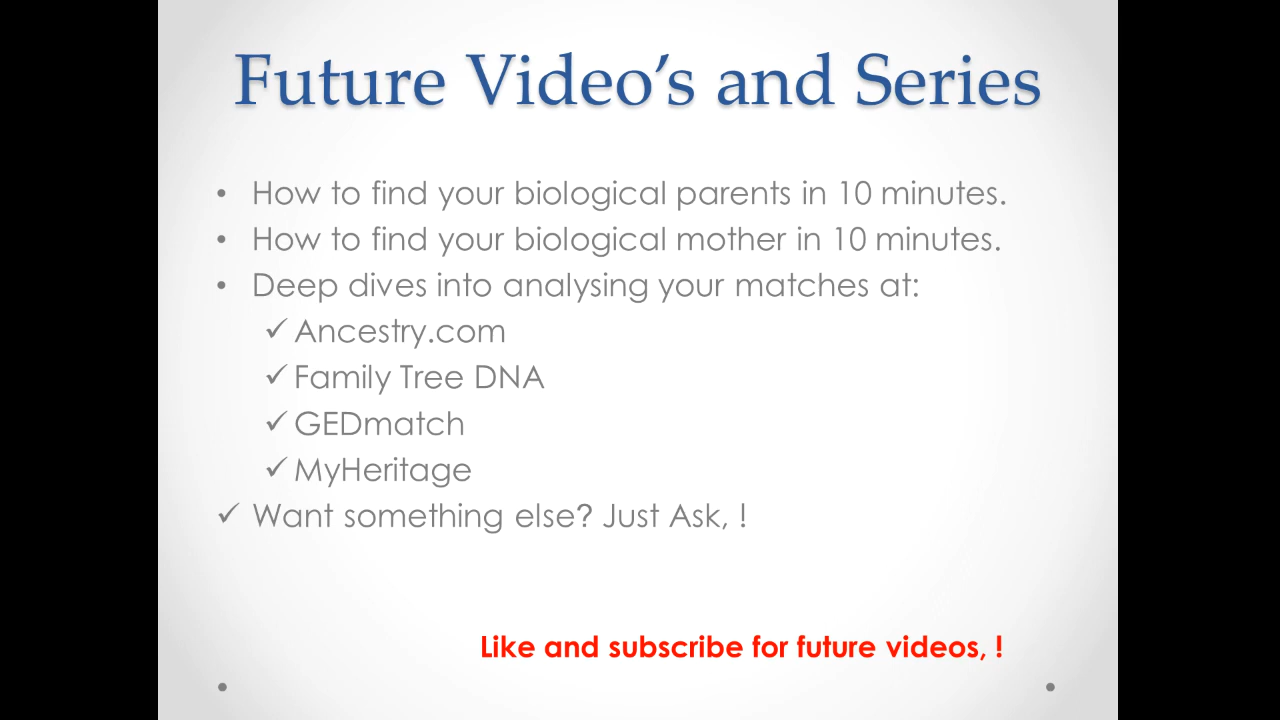 Future Video's and Series
• How to find your biological parents in 10 minutes.
• How to find your biological mother in 10 minutes.
• Deep dives into analysing your matches at:
✓ Ancestry.com
✓ Family Tree DNA
✓ GEDmatch
✓ MyHeritage
✓ Want something else? Just Ask, !
Like and subscribe for future videos, !